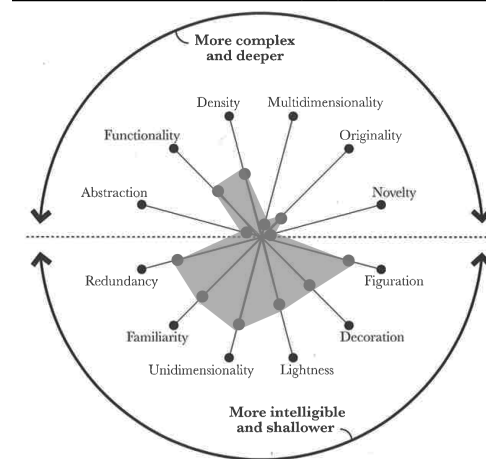 More complex
and deeper
Density
Multidimensionality
Functionality
Originality
Abstraction
Novelty
Redundancy
Figuration
Familiarity
Decoration
Unidimensionality
Lightness
More intelligible
and shallower